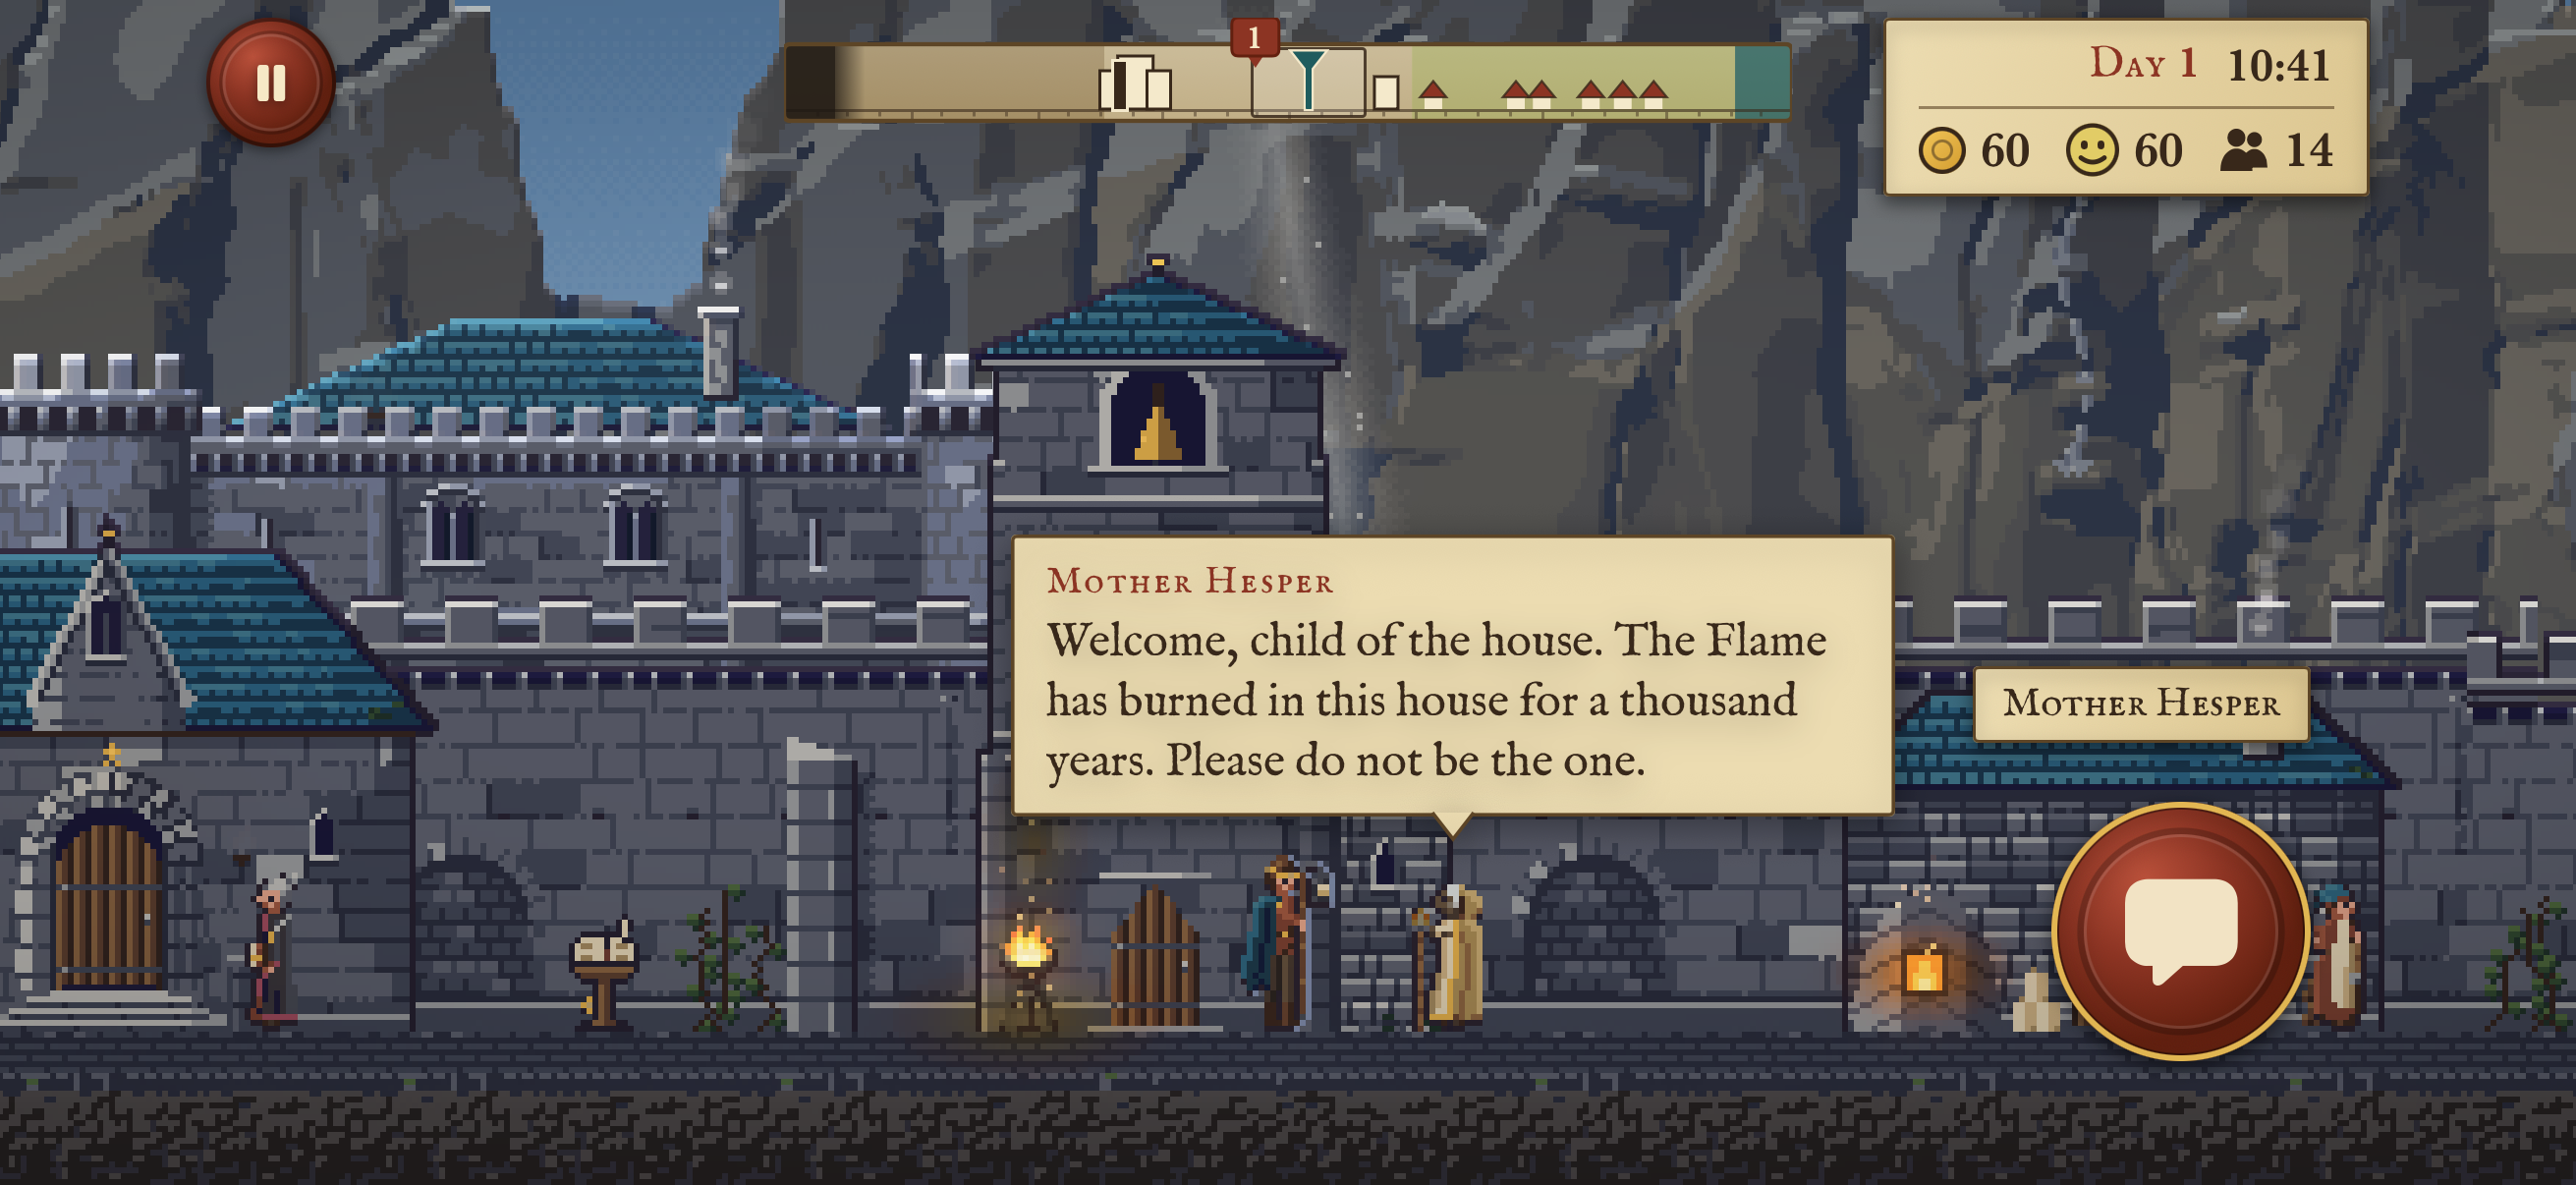 1
Day 1 10:41
60 60 14
Mother Hesper
Welcome, child of the house. The Flame
has burned in this house for a thousand
years. Please do not be the one.
Mother Hesper